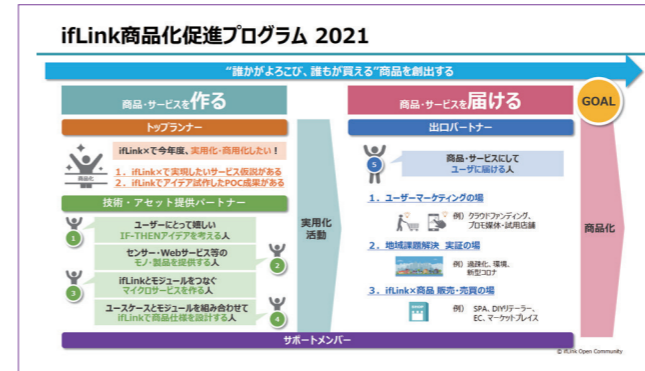 ifLink商品化促進プログラム 2021
“誰かがよろこび、誰もが買える”商品を創出する
商品・サービスを作る
商品・サービスを届ける
GOAL
トップランナー
出口パートナー
ifLink×で今年度、実用化・商用化したい！
商品化
1．ifLink×で実現したいサービス仮説がある
2．ifLinkでアイデア試作したPOC成果がある
技術・アセット提供パートナー
1
ユーザーにとって嬉しい
IF-THENアイデアを考える人
センサー・Webサービス等の
モノ・製品を提供する人
2
3
ifLinkとモジュールをつなぐ
マイクロサービスを作る人
ユースケースとモジュールを組み合わせて
ifLinkで商品仕様を設計する人
4
実用化
活動
5
商品・サービスにして
ユーザに届ける人
1．ユーザーマーケティングの場
例）クラウドファンディング、
プロモ媒体・試用店舗
2．地域課題解決 実証の場
例）過疎化、環境、
新型コロナ
3．ifLink×商品 販売・売買の場
例）SPA、DIYリテーラー、
EC、マーケットプレイス
商品化
サポートメンバー
© ifLink Open Community